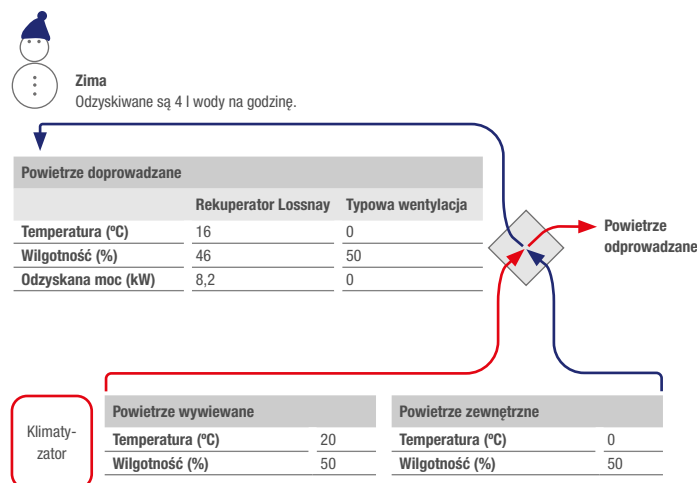 Zima
Odzyskiwane są 4 l wody na godzinę.
Powietrze doprowadzane
Rekuperator Lossnay Typowa wentylacja
Temperatura (ºC) 16 0
Wilgotność (%) 46 50
Odzyskana moc (kW) 8,2 0
Powietrze
odprowadzane
Klimaty-
zator
Powietrze wywiewane
Temperatura (ºC) 20
Wilgotność (%) 50
Powietrze zewnętrzne
Temperatura (ºC) 0
Wilgotność (%) 50